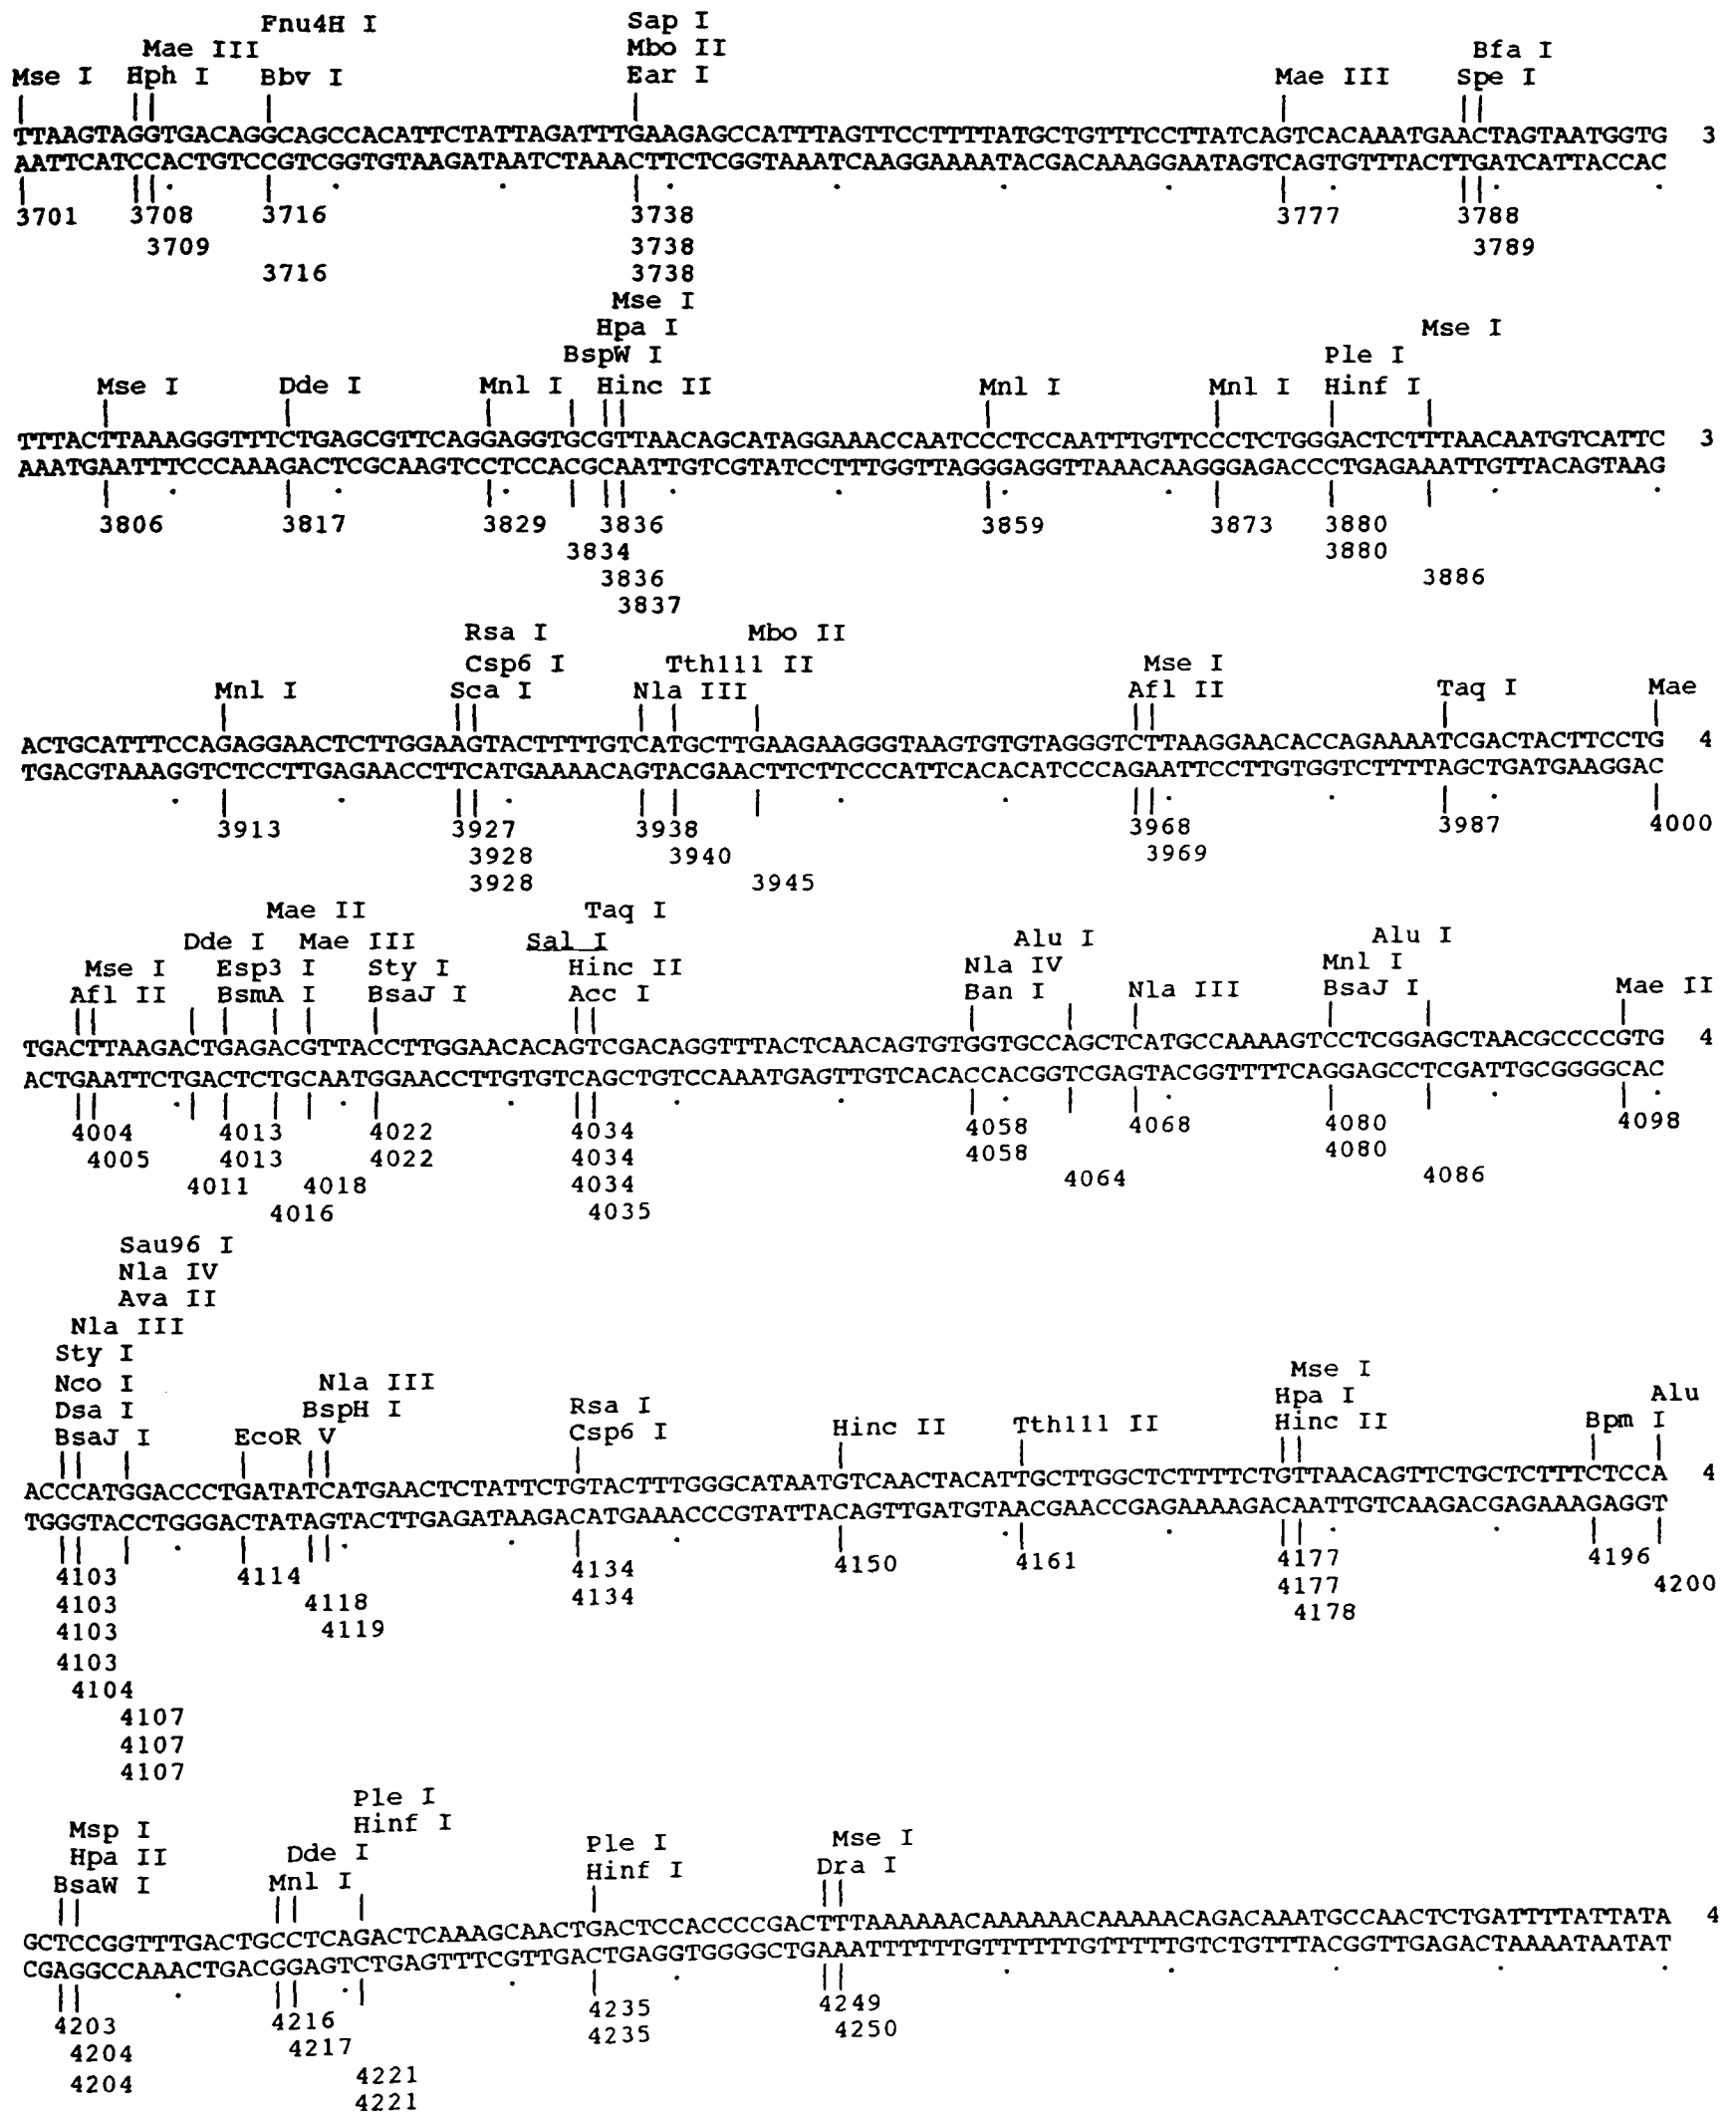 Fnu4H I Sap I
Mae III Mbo II Bfa I
Mse I Hph I Bbv I Ear I Mae III Spe I
TTAAGTAGGTGACAGGCAGCCACATTCTATTAGATTTGAAGAGCCATTTAGTTCCTTTTATGCTGTTTCCTTATCAGTCACAAATGAACTAGTAATGGTG 3
AATTCATCCACTGTCCGTCGGTGTAAGATAATCTAAACTTCTCGGTAAATCAAGGAAAATACGACAAAGGAATAGTCAGTGTTTACTTGATCATTACCAC
3701 3708 3716 3738 3777 3788
3709 3738 3789
3716 3738
Mse I
Hpa I Mse I
BspW I Ple I
Mse I Dde I Mnl I Hinc II Mnl I Mnl I Hinf I
TTTACTTAAAGGGTTTCTGAGCGTTCAGGAGGTGCGTTAACAGCATAGGAAACCAATCCCTCCAATTTGTTCCCTCTGGGACTCTTTAACAATGTCATTC 3
AAATGAATTTCCCAAAGACTCGCAAGTCCTCCACGCAATTGTCGTATCCTTTGGTTAGGGAGGTTAAACAAGGGAGACCCTGAGAAATTGTTACAGTAAG
3806 3817 3829 3836 3859 3873 3880
3834 3880
3836 3886
3837
Rsa I Mbo II
Csp6 I Tth111 II Mse I
Mnl I Sca I Nla III Afl II Taq I Mae
ACTGCATTTCCAGAGGAACTCTTGGAAGTACTTTTGTCATGCTTGAAGAAGGGTAAGTGTGTAGGGTCTTAAGGAACACCAGAAAATCGACTACTTCCTG 4
TGACGTAAAGGTCTCCTTGAGAACCTTCATGAAAACAGTACGAACTTCTTCCCATTCACACATCCCAGAATTCCTTGTGGTCTTTTAGCTGATGAAGGAC
3913 3927 3938 3968 3987 4000
3928 3940 3969
3928 3945
Mae II Taq I
Dde I Mae III Sal I Alu I Alu I
Mse I Esp3 I Sty I Hinc II Nla IV Mnl I
Afl II BsmA I BsaJ I Acc I Ban I Nla III BsaJ I Mae II
TGACTTAAGACTGAGACGTTACCTTGGAACACAGTCGACAGGTTTACTCAACAGTGTGGTGCCAGCTCATGCCAAAAGTCCTCGGAGCTAACGCCCCGTG 4
ACTGAATTCTGACTCTGCAATGGAACCTTGTGTCAGCTGTCCAAATGAGTTGTCACACCACGGTCGAGTACGGTTTTCAGGAGCCTCGATTGCGGGGCAC
4004 4013 4022 4034 4058 4068 4080 4098
4005 4013 4022 4034 4058 4080
4011 4018 4034 4064 4086
4016 4035
Sau96 I
Nla IV
Ava II
Nla III
Sty I
Nco I Nla III Mse I
Dsa I BspH I Rsa I Hpa I Alu
BsaJ I EcoR V Csp6 I Hinc II Tth111 II Hinc II Bpm I
ACCCATGGACCCTGATATCATGAACTCTATTCTGTACTTTGGGCATAATGTCAACTACATTGCTTGGCTCTTTTCTGTTAACAGTTCTGCTCTTTCTCCA 4
TGGGTACCTGGGACTATAGTACTTGAGATAAGACATGAAACCCGTATTACAGTTGATGTAACGAACCGAGAAAAGACAATTGTCAAGACGAGAAAGAGGT
4103 4114 4134 4150 4161 4177 4196
4103 4118 4134 4177 4200
4103 4119 4178
4103
4104
4107
4107
4107
Ple I
Msp I Hinf I
Hpa II Dde I Ple I Mse I
BsaW I Mnl I Hinf I Dra I
GCTCCGGTTTGACTGCCTCAGACTCAAAGCAACTGACTCCACCCCGACTTTAAAAAACAAAAAACAAAAACAGACAAATGCCAACTCTGATTTTATTATA 4
CGAGGCCAAACTGACGGAGTCTGAGTTTCGTTGACTGAGGTGGGGCTGAAATTTTTTGTTTTTTGTTTTTGTCTGTTTACGGTTGAGACTAAAATAATAT
4203 4216 4235 4249
4204 4217 4235 4250
4204 4221
4221